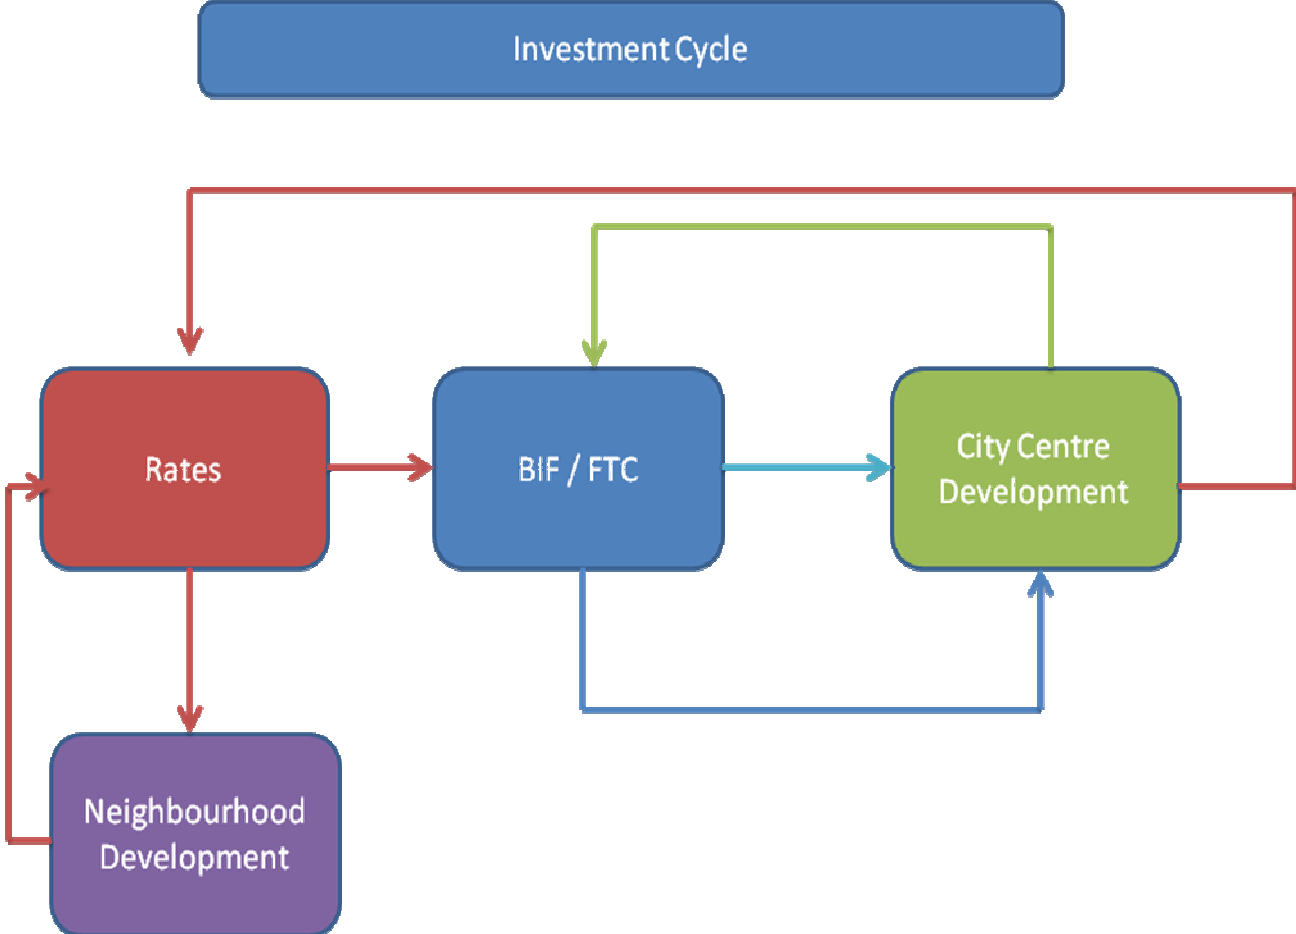 Investment Cycle
Rates
BIF / FTC
City Centre
Development
Neighbourhood
Development